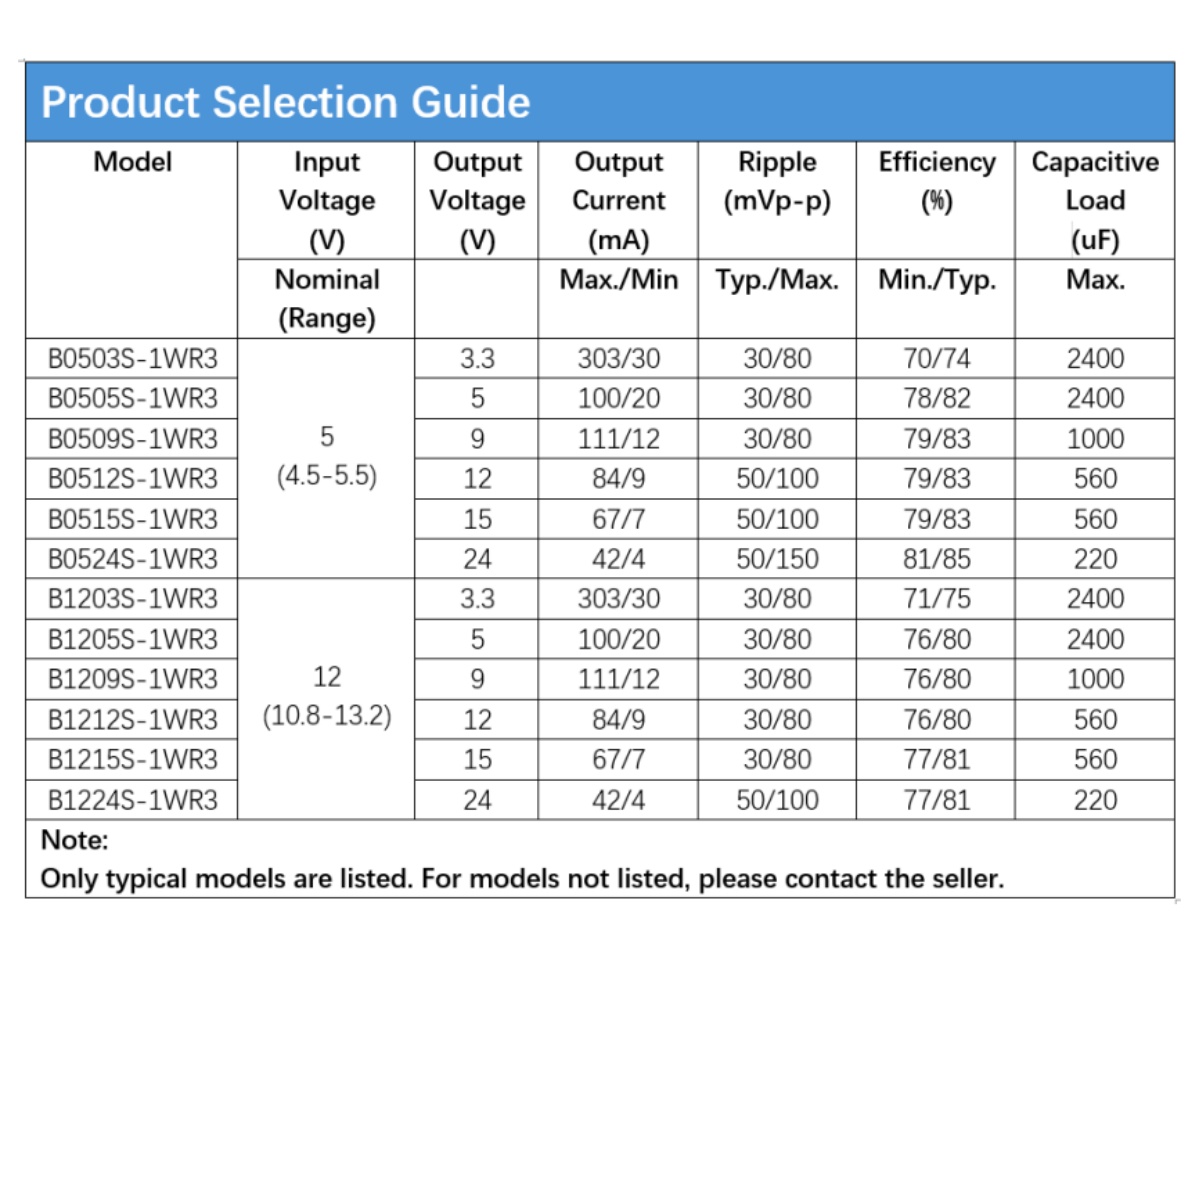 Product Selection Guide
Model Input Voltage (V) Output Voltage (V) Output Current (mA) Ripple (mVp-p) Efficiency (%) Capacitive Load (uF)
Nominal (Range) Max./Min Typ./Max. Min./Typ. Max.
B0503S-1WR3 5 (4.5-5.5) 3.3 303/30 30/80 70/74 2400
B0505S-1WR3 5 100/20 30/80 78/82 2400
B0509S-1WR3 9 111/12 30/80 79/83 1000
B0512S-1WR3 12 84/9 50/100 79/83 560
B0515S-1WR3 15 67/7 50/100 79/83 560
B0524S-1WR3 24 42/4 50/150 81/85 220
B1203S-1WR3 12 (10.8-13.2) 3.3 303/30 30/80 71/75 2400
B1205S-1WR3 5 100/20 30/80 76/80 2400
B1209S-1WR3 9 111/12 30/80 76/80 1000
B1212S-1WR3 12 84/9 30/80 76/80 560
B1215S-1WR3 15 67/7 30/80 77/81 560
B1224S-1WR3 24 42/4 50/100 77/81 220
Note:
Only typical models are listed. For models not listed, please contact the seller.